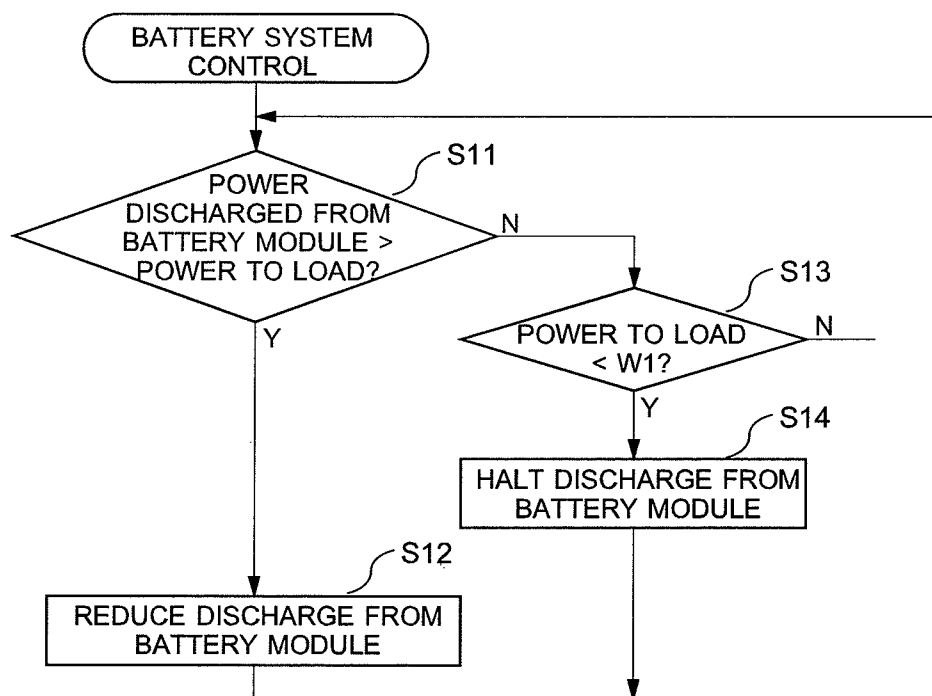 BATTERY SYSTEM
CONTROL
S11
POWER
DISCHARGED FROM
BATTERY MODULE >
POWER TO LOAD?
N
Y
S13
POWER TO LOAD
< W1?
N
Y
S14
HALT DISCHARGE FROM
BATTERY MODULE
S12
REDUCE DISCHARGE FROM
BATTERY MODULE